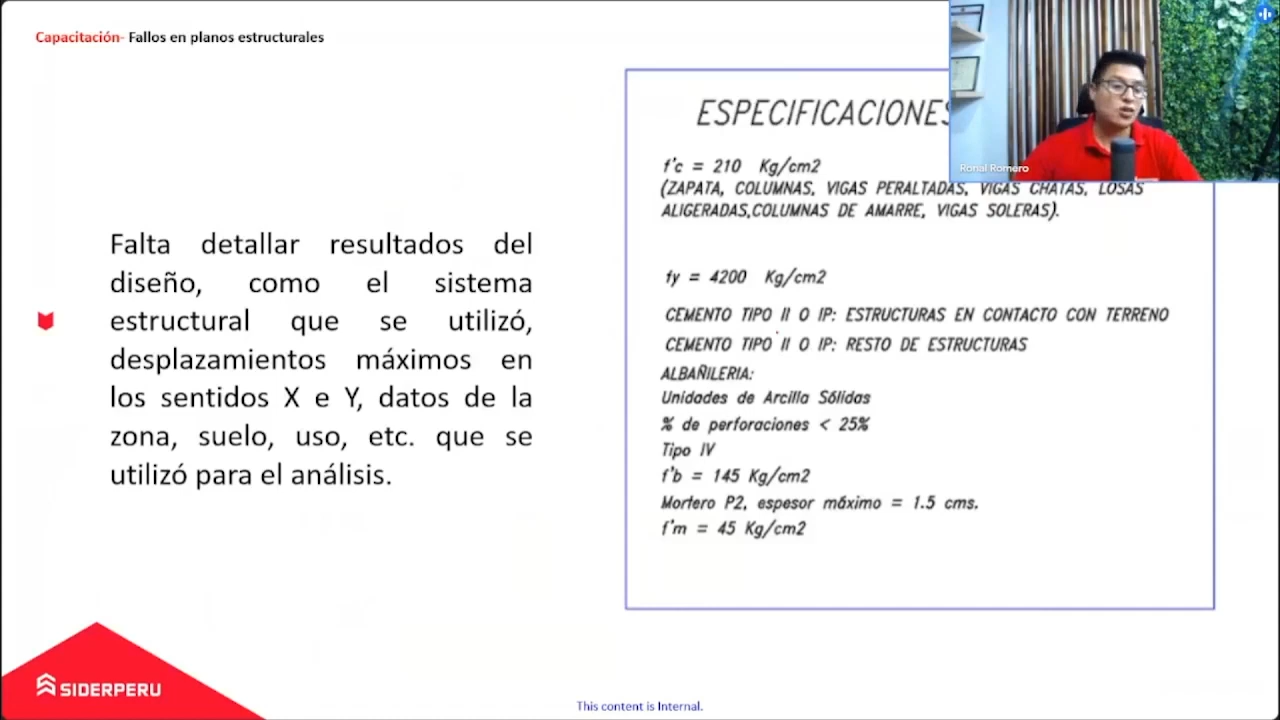 Capacitación- Fallos en planos estructurales
Falta detallar resultados del
diseño, como el sistema
estructural que se utilizó,
desplazamientos máximos en
los sentidos X e Y, datos de la
zona, suelo, uso, etc. que se
utilizó para el análisis.
ESPECIFICACIONES
f'c = 210 Kg/cm2
(ZAPATA, COLUMNAS, VIGAS PERALTADAS, VIGAS CHATAS, LOSAS
ALIGERADAS,COLUMNAS DE AMARRE, VIGAS SOLERAS).
fy = 4200 Kg/cm2
CEMENTO TIPO II O IP: ESTRUCTURAS EN CONTACTO CON TERRENO
CEMENTO TIPO II O IP: RESTO DE ESTRUCTURAS
ALBAÑILERIA:
Unidades de Arcilla Sólidas
% de perforaciones < 25%
Tipo IV
f'b = 145 Kg/cm2
Mortero P2, espesor máximo = 1.5 cms.
f'm = 45 Kg/cm2
Ronal Romero
SIDERPERU
This content is Internal.